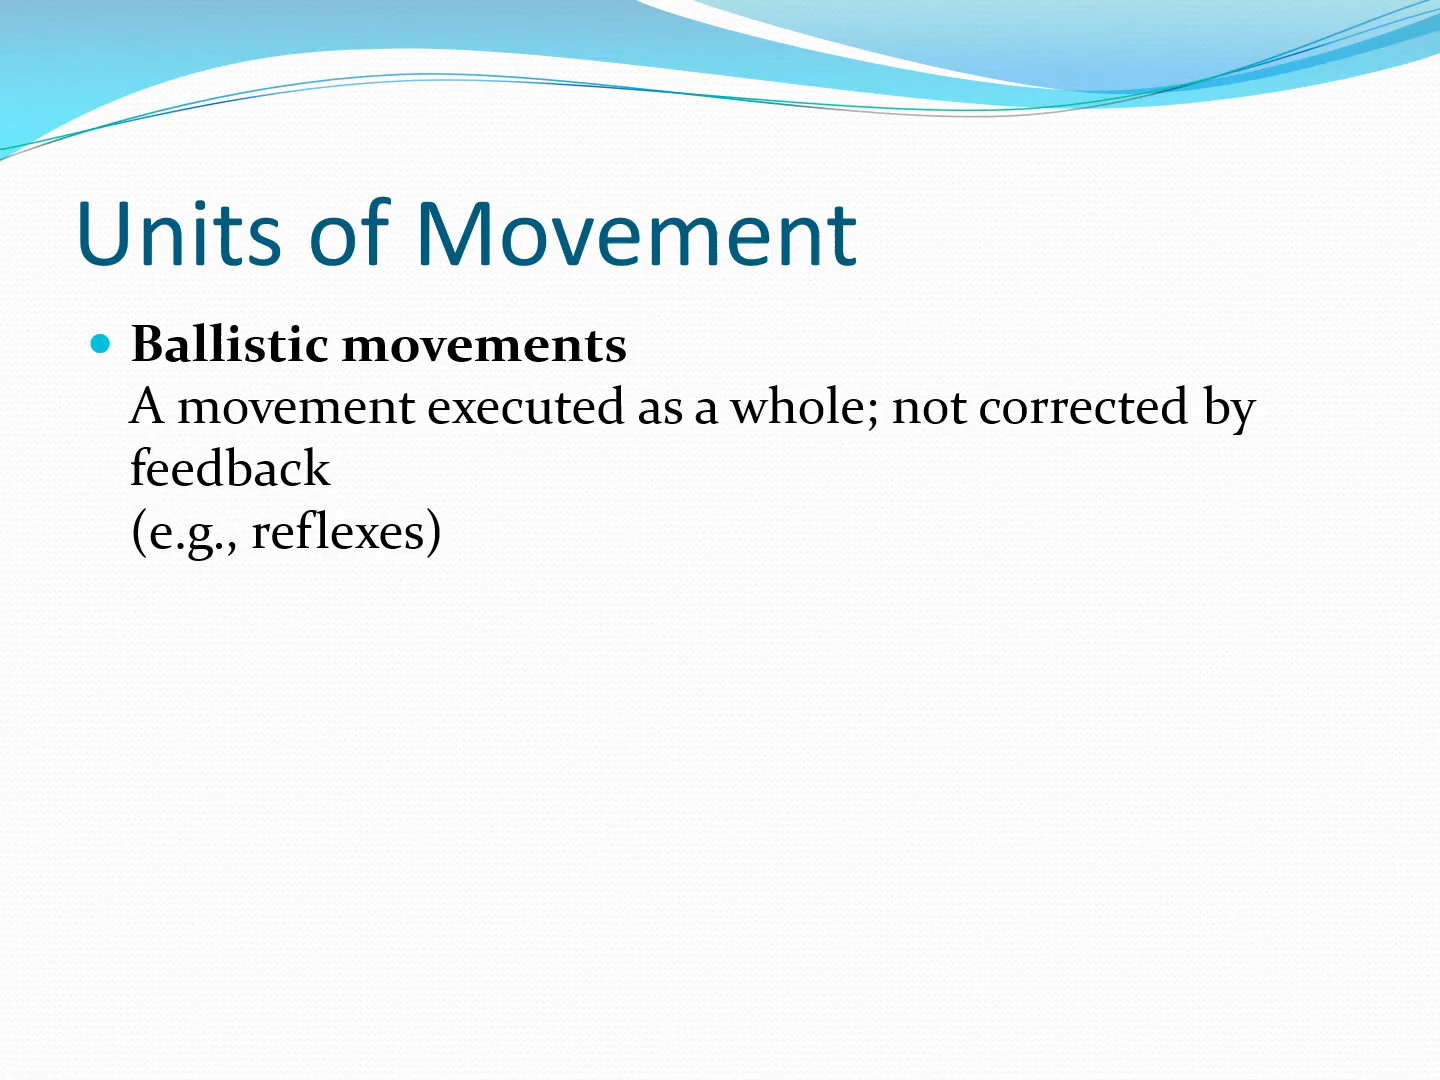 Units of Movement
Ballistic movements
A movement executed as a whole; not corrected by
feedback
(e.g., reflexes)